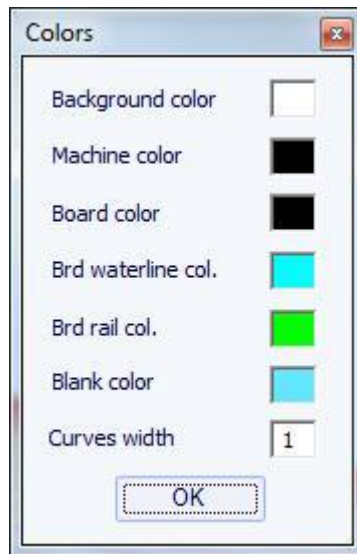 Colors
Background color
Machine color
Board color
Brd waterline col.
Brd rail col.
Blank color
Curves width 1
OK